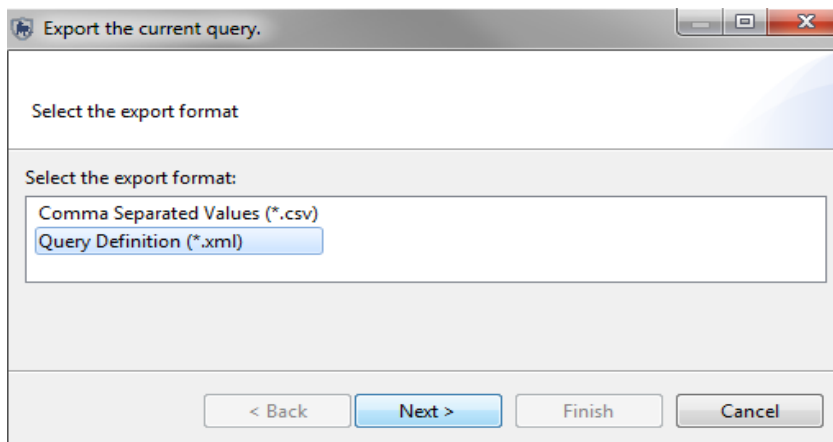 Export the current query.
Select the export format
Select the export format:
Comma Separated Values (*.csv)
Query Definition (*.xml)
< Back Next > Finish Cancel